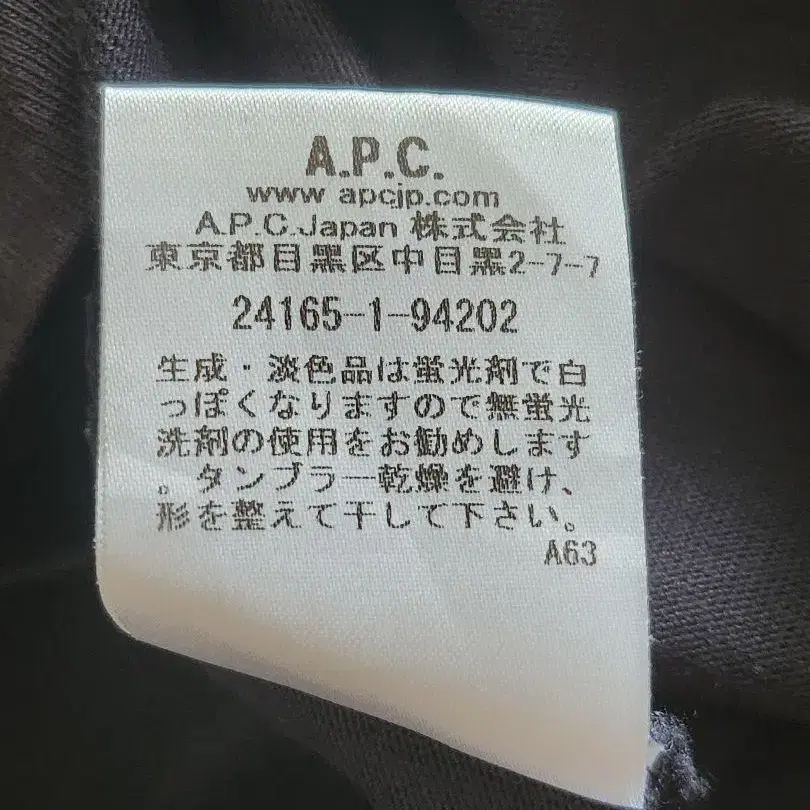 A.P.C.
www apcjp.com
A.P.C.Japan 株式会社
東京都目黒区中目黒2-7-7
24165-1-94202
生成・淡色品は蛍光剤で白
っぽくなりますので無蛍光
洗剤の使用をお勧めします
。タンブラー乾燥を避け、
形を整えて干して下さい。
A63